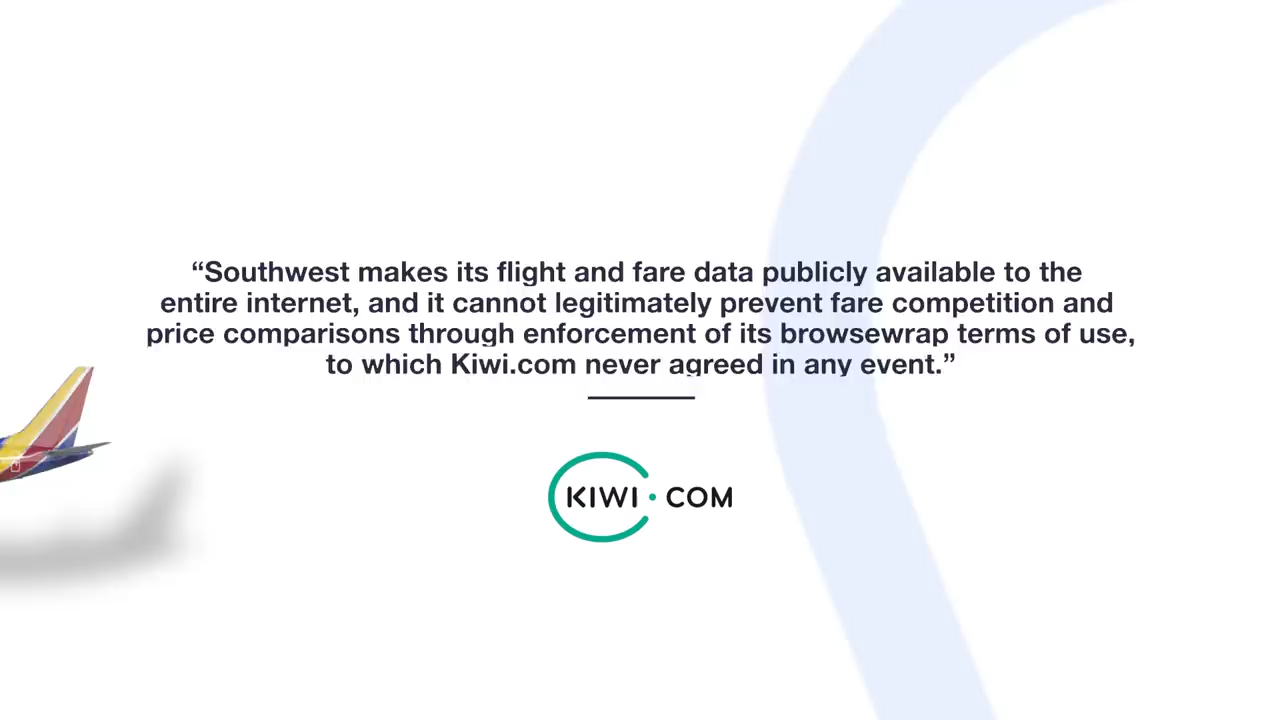 “Southwest makes its flight and fare data publicly available to the
entire internet, and it cannot legitimately prevent fare competition and
price comparisons through enforcement of its browsewrap terms of use,
to which Kiwi.com never agreed in any event.”
KIWI.COM